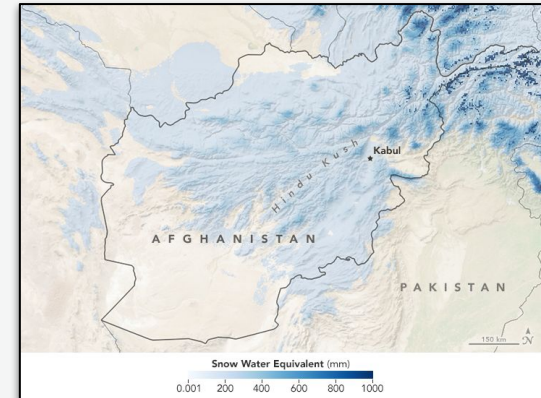 Kabul
Hindu Kush
AFGHANISTAN
PAKISTAN
150 km
N
Snow Water Equivalent (mm)
0.001 200 400 600 800 1000